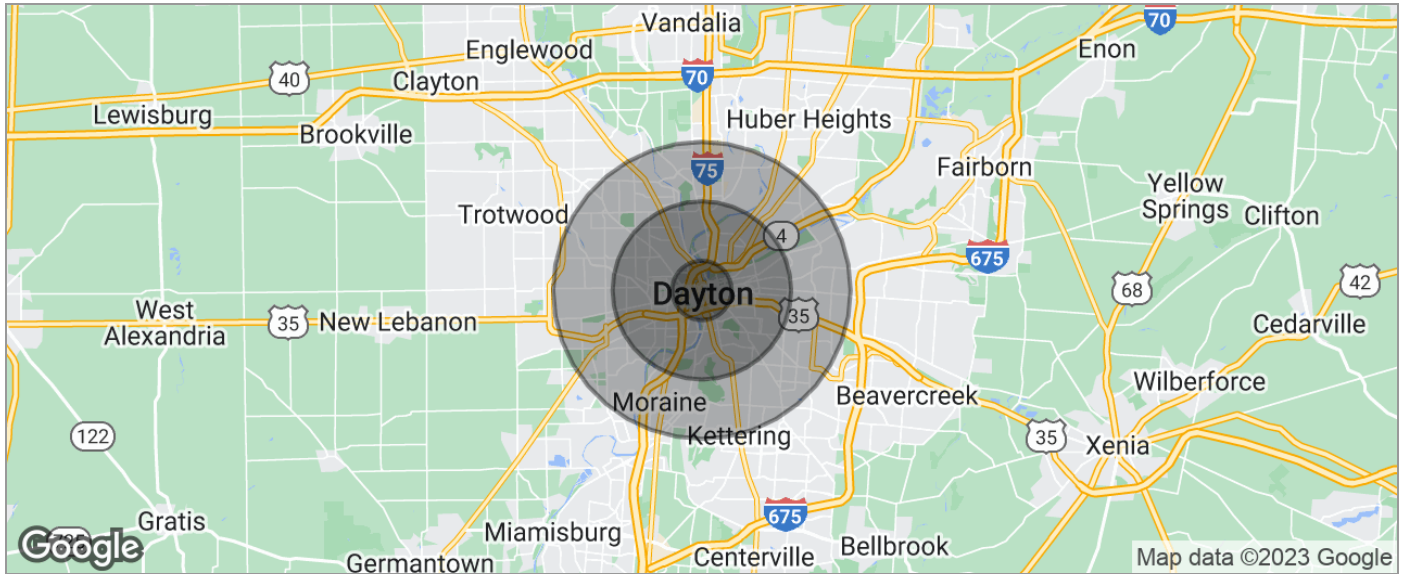 Vandalia
70
Englewood
Enon
40
70
Clayton
Lewisburg
Huber Heights
Brookville
75
Fairborn
Yellow
Springs
Trotwood
Clifton
4
675
42
68
Dayton
West
Alexandria
35
New Lebanon
35
Cedarville
Wilberforce
Beavercreek
Moraine
122
Kettering
35
Xenia
675
Gratis
Miamisburg
Google
Bellbrook
Centerville
Germantown
Map data ©2023 Google